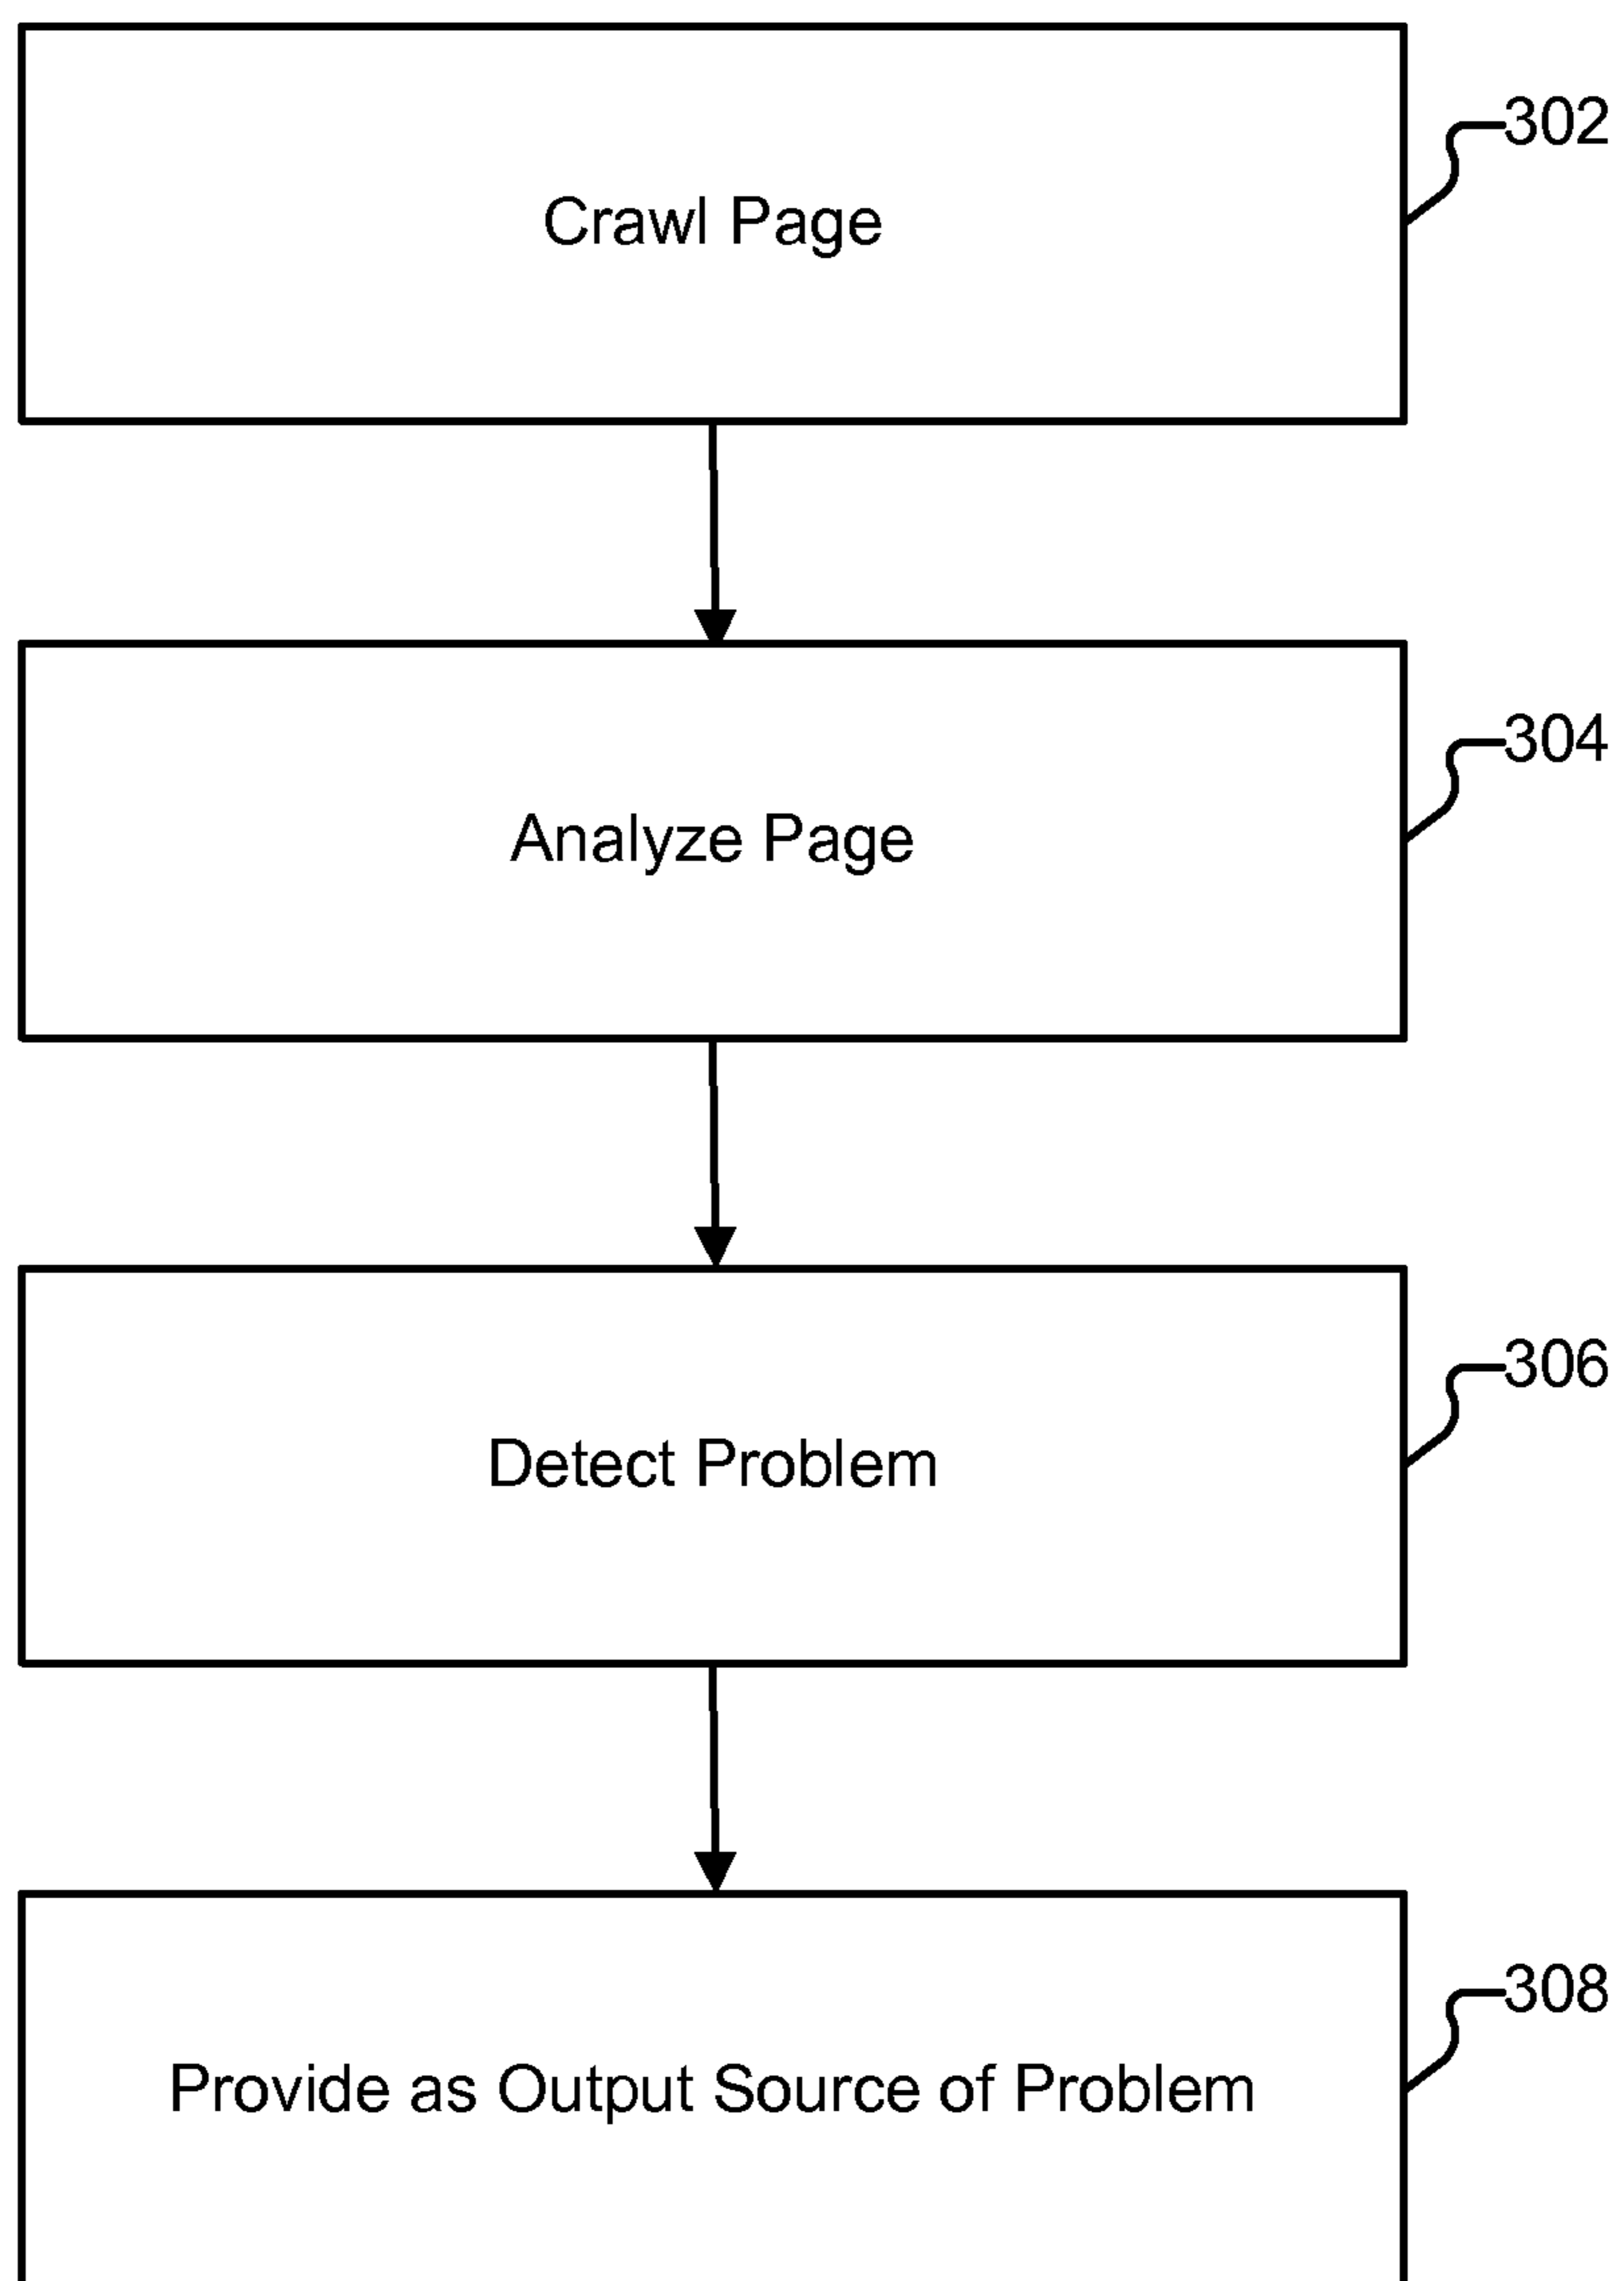 302
Crawl Page
304
Analyze Page
306
Detect Problem
308
Provide as Output Source of Problem